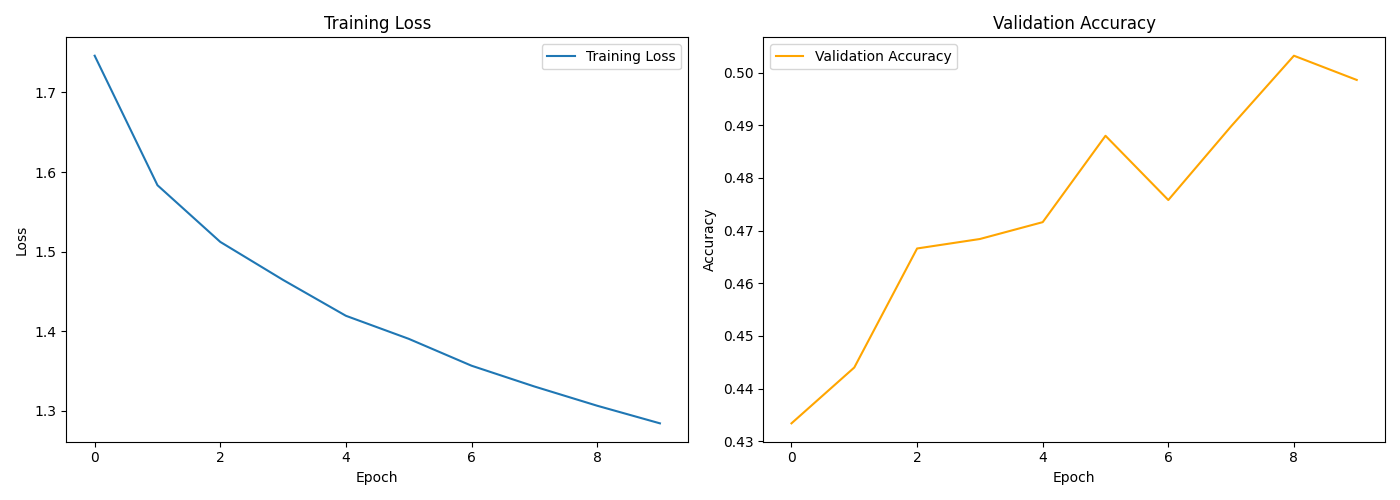 Training Loss
Training Loss
1.7
1.6
1.5
1.4
1.3
Loss
0 2 4 6 8
Epoch
Validation Accuracy
Validation Accuracy
0.50
0.49
0.48
0.47
0.46
0.45
0.44
0.43
Accuracy
0 2 4 6 8
Epoch